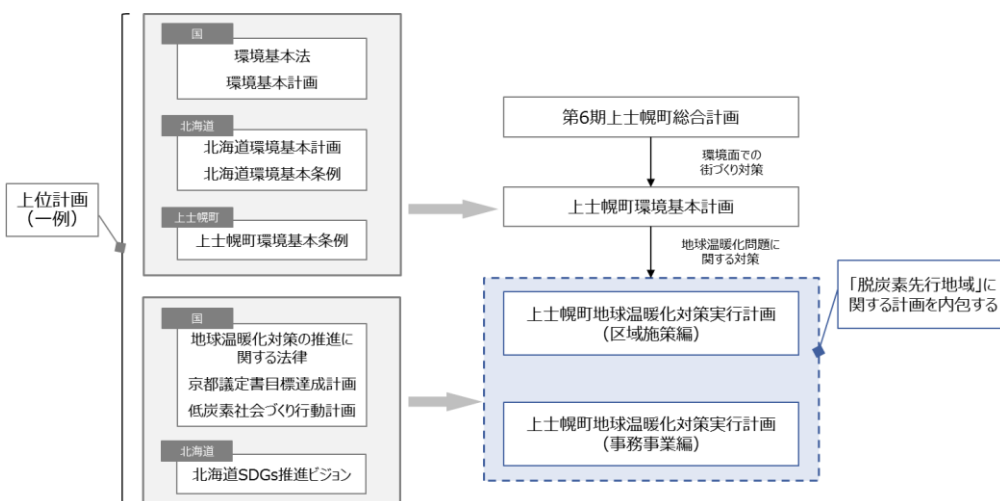 上位計画
（一例）
国
環境基本法
環境基本計画
北海道
北海道環境基本計画
北海道環境基本条例
上士幌町
上士幌町環境基本条例
国
地球温暖化対策の推進に
関する法律
京都議定書目標達成計画
低炭素社会づくり行動計画
北海道
北海道SDGs推進ビジョン
第6期上士幌町総合計画
環境面での
街づくり対策
上士幌町環境基本計画
地球温暖化問題に
関する対策
上士幌町地球温暖化対策実行計画
（区域施策編）
上士幌町地球温暖化対策実行計画
（事務事業編）
「脱炭素先行地域」に
関する計画を内包する